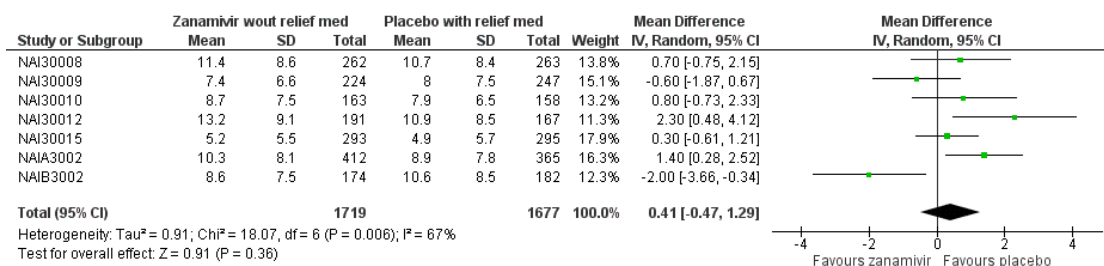 Zanamivir wout relief med Placebo with relief med Mean Difference Mean Difference
Study or Subgroup Mean SD Total Mean SD Total Weight IV, Random, 95% CI IV, Random, 95% CI
NAI30008 11.4 8.6 262 10.7 8.4 263 13.8% 0.70 [-0.75, 2.15]
NAI30009 7.4 6.6 224 8 7.5 247 15.1% -0.60 [-1.87, 0.67]
NAI30010 8.7 7.5 163 7.9 6.5 158 13.2% 0.80 [-0.73, 2.33]
NAI30012 13.2 9.1 191 10.9 8.5 167 11.3% 2.30 [0.48, 4.12]
NAI30015 5.2 5.5 293 4.9 5.7 295 17.9% 0.30 [-0.61, 1.21]
NAIA3002 10.3 8.1 412 8.9 7.8 365 16.3% 1.40 [0.28, 2.52]
NAIB3002 8.6 7.5 174 10.6 8.5 182 12.3% -2.00 [-3.66, -0.34]
Total (95% CI) 1719 1677 100.0% 0.41 [-0.47, 1.29]
Heterogeneity: Tau² = 0.91; Chi² = 18.07, df = 6 (P = 0.006); I² = 67%
Test for overall effect: Z = 0.91 (P = 0.36)
-4 -2 0 2 4
Favours zanamivir Favours placebo